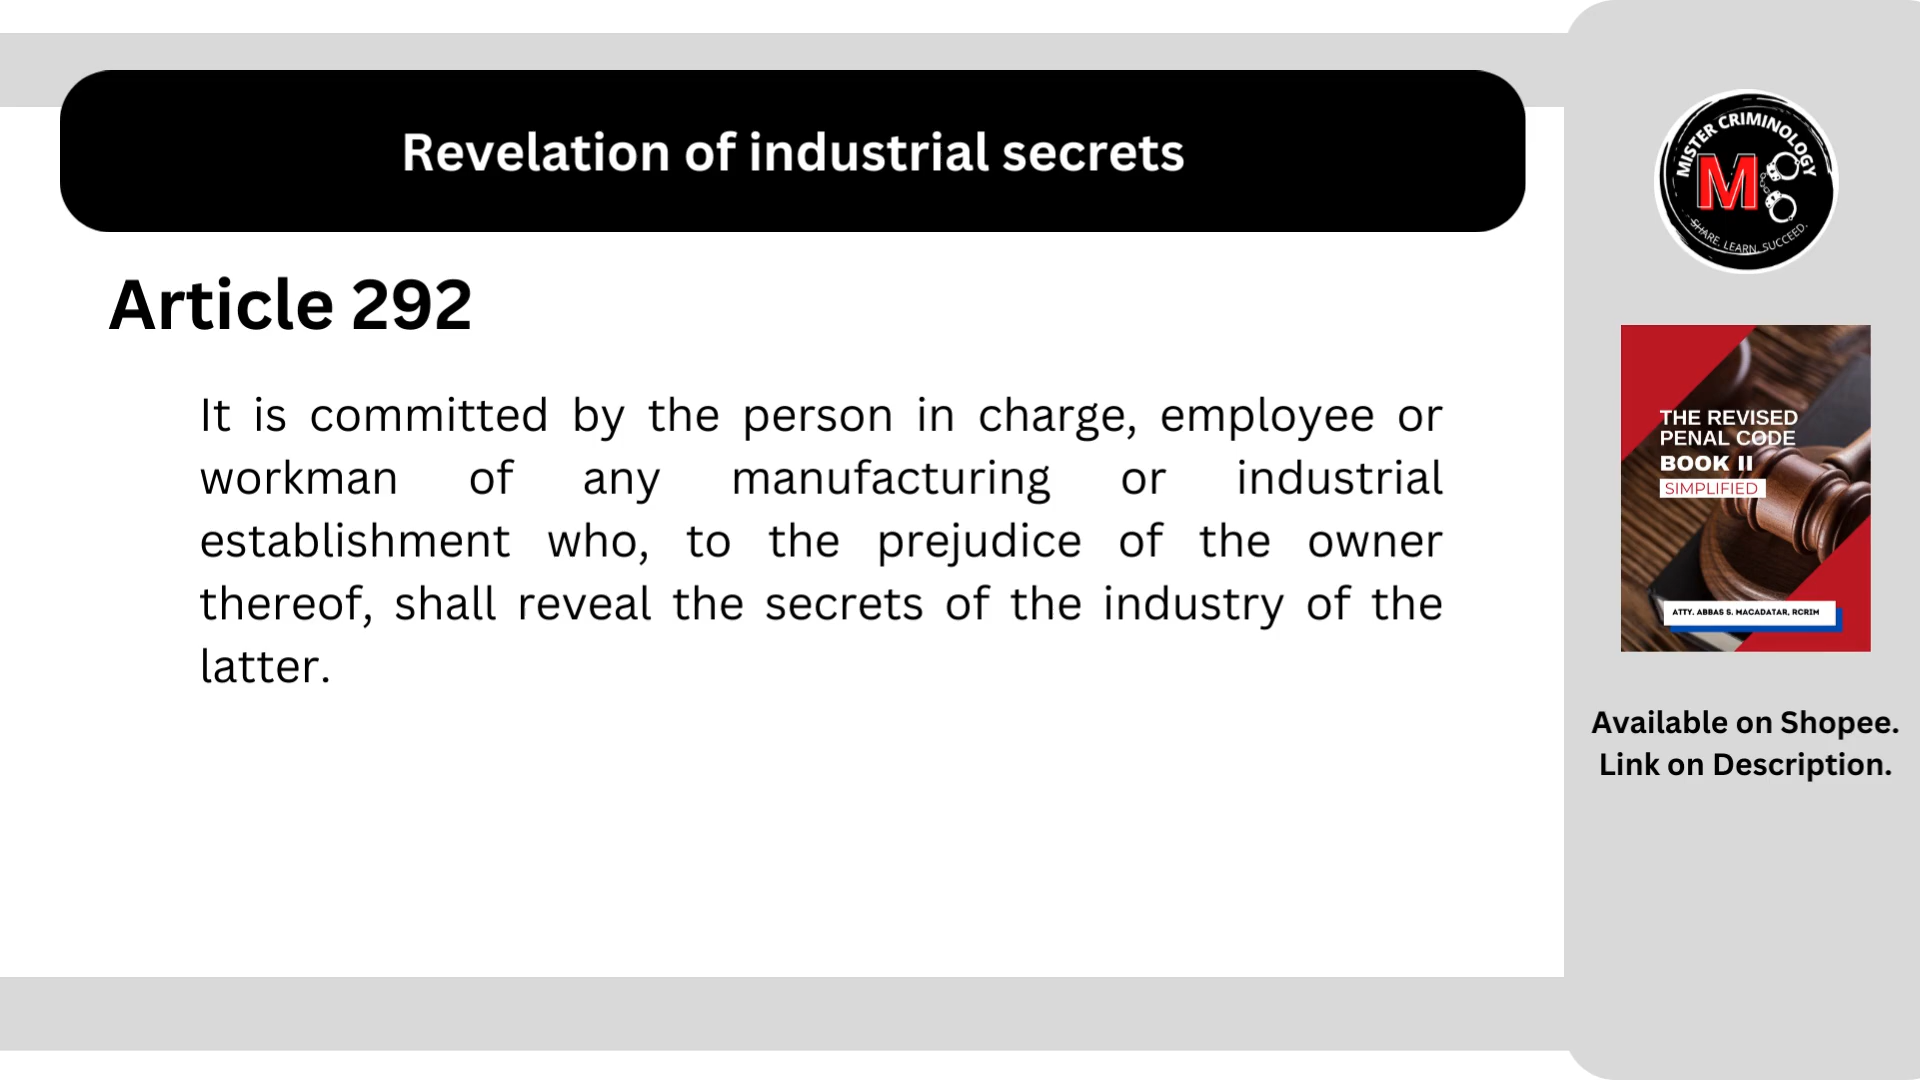 Revelation of industrial secrets
Article 292
It is committed by the person in charge, employee or
workman of any manufacturing or industrial
establishment who, to the prejudice of the owner
thereof, shall reveal the secrets of the industry of the
latter.
MISTER CRIMINOLOGY
M
SHARE. LEARN. SUCCEED.
THE REVISED
PENAL CODE
BOOK II
SIMPLIFIED
ATTY. ABBAS S. MACADATAR, RCRIM
Available on Shopee.
Link on Description.